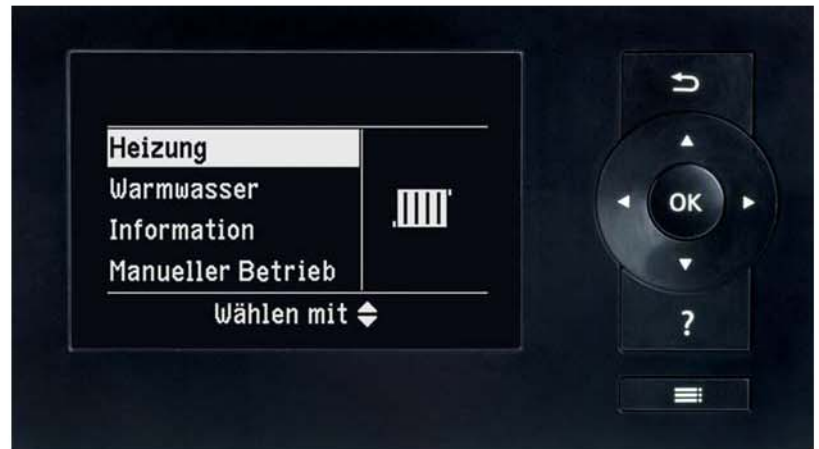 Heizung
Warmwasser
Information
Manueller Betrieb
Wählen mit
OK
?